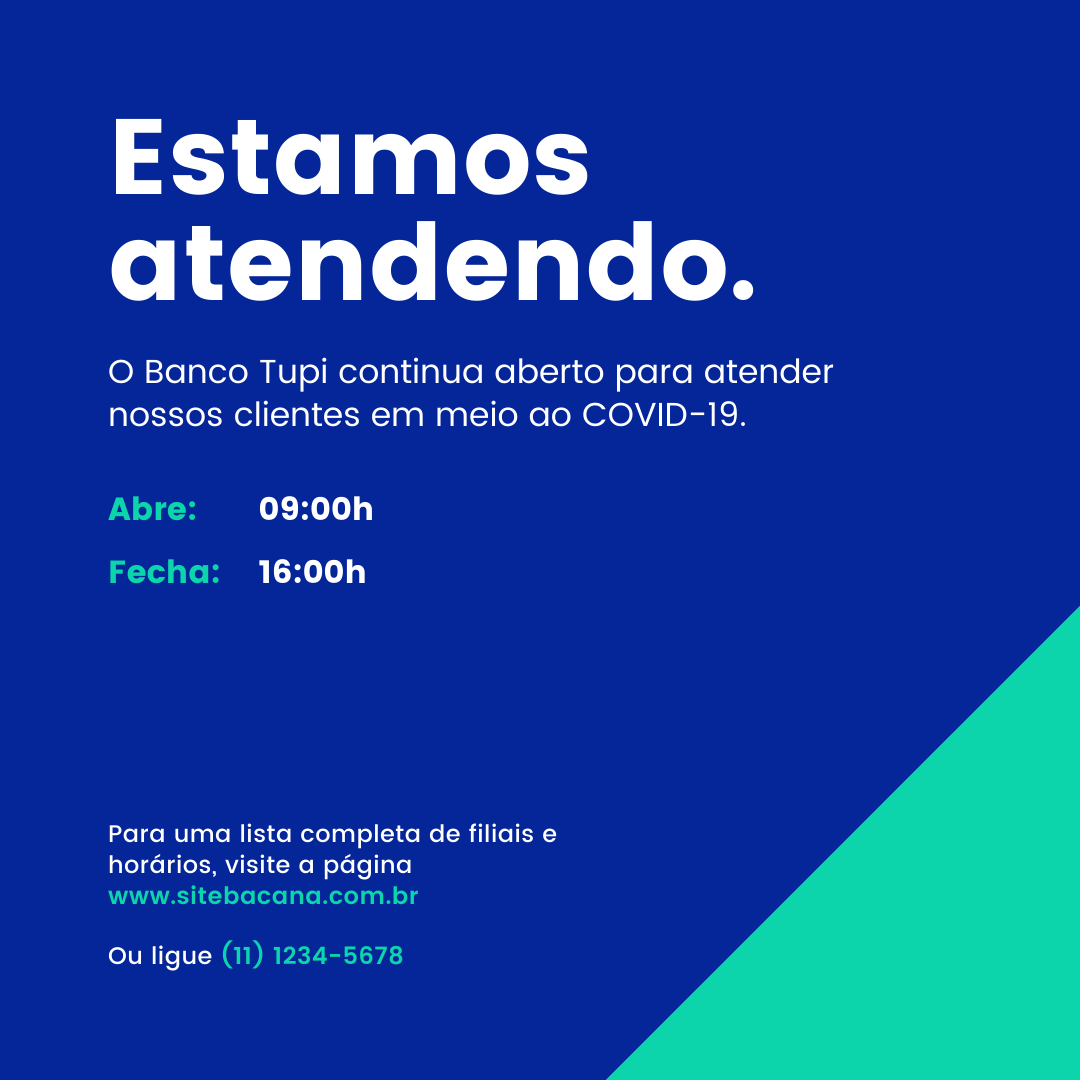 Estamos
atendendo.
O Banco Tupi continua aberto para atender
nossos clientes em meio ao COVID-19.
Abre: 09:00h
Fecha: 16:00h
Para uma lista completa de filiais e
horários, visite a página
www.sitebacana.com.br
Ou ligue (11) 1234-5678